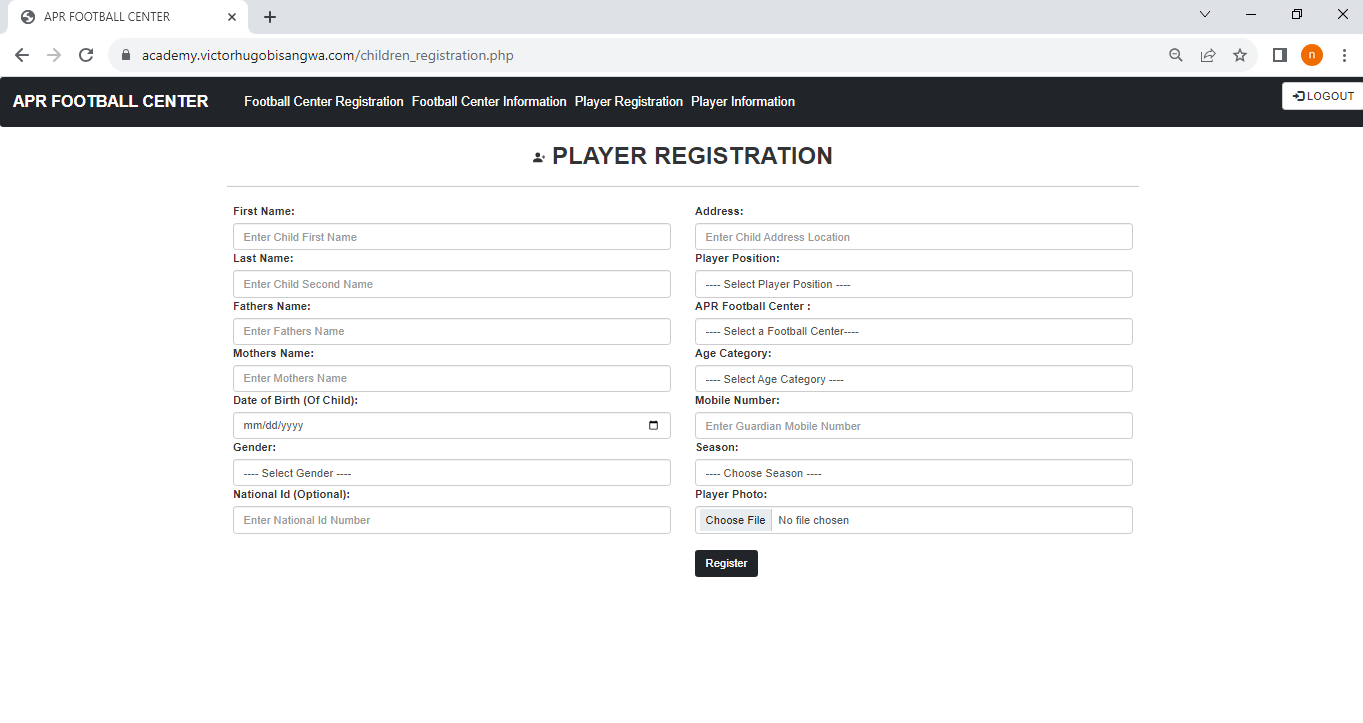 APR FOOTBALL CENTER
academy.victorhugobisangwa.com/children_registration.php
n
APR FOOTBALL CENTER Football Center Registration Football Center Information Player Registration Player Information LOGOUT
PLAYER REGISTRATION
First Name:
Enter Child First Name
Last Name:
Enter Child Second Name
Fathers Name:
Enter Fathers Name
Mothers Name:
Enter Mothers Name
Date of Birth (Of Child):
mm/dd/yyyy
Gender:
---- Select Gender ----
National Id (Optional):
Enter National Id Number
Address:
Enter Child Address Location
Player Position:
---- Select Player Position ----
APR Football Center :
---- Select a Football Center----
Age Category:
---- Select Age Category ----
Mobile Number:
Enter Guardian Mobile Number
Season:
---- Choose Season ----
Player Photo:
Choose File No file chosen
Register